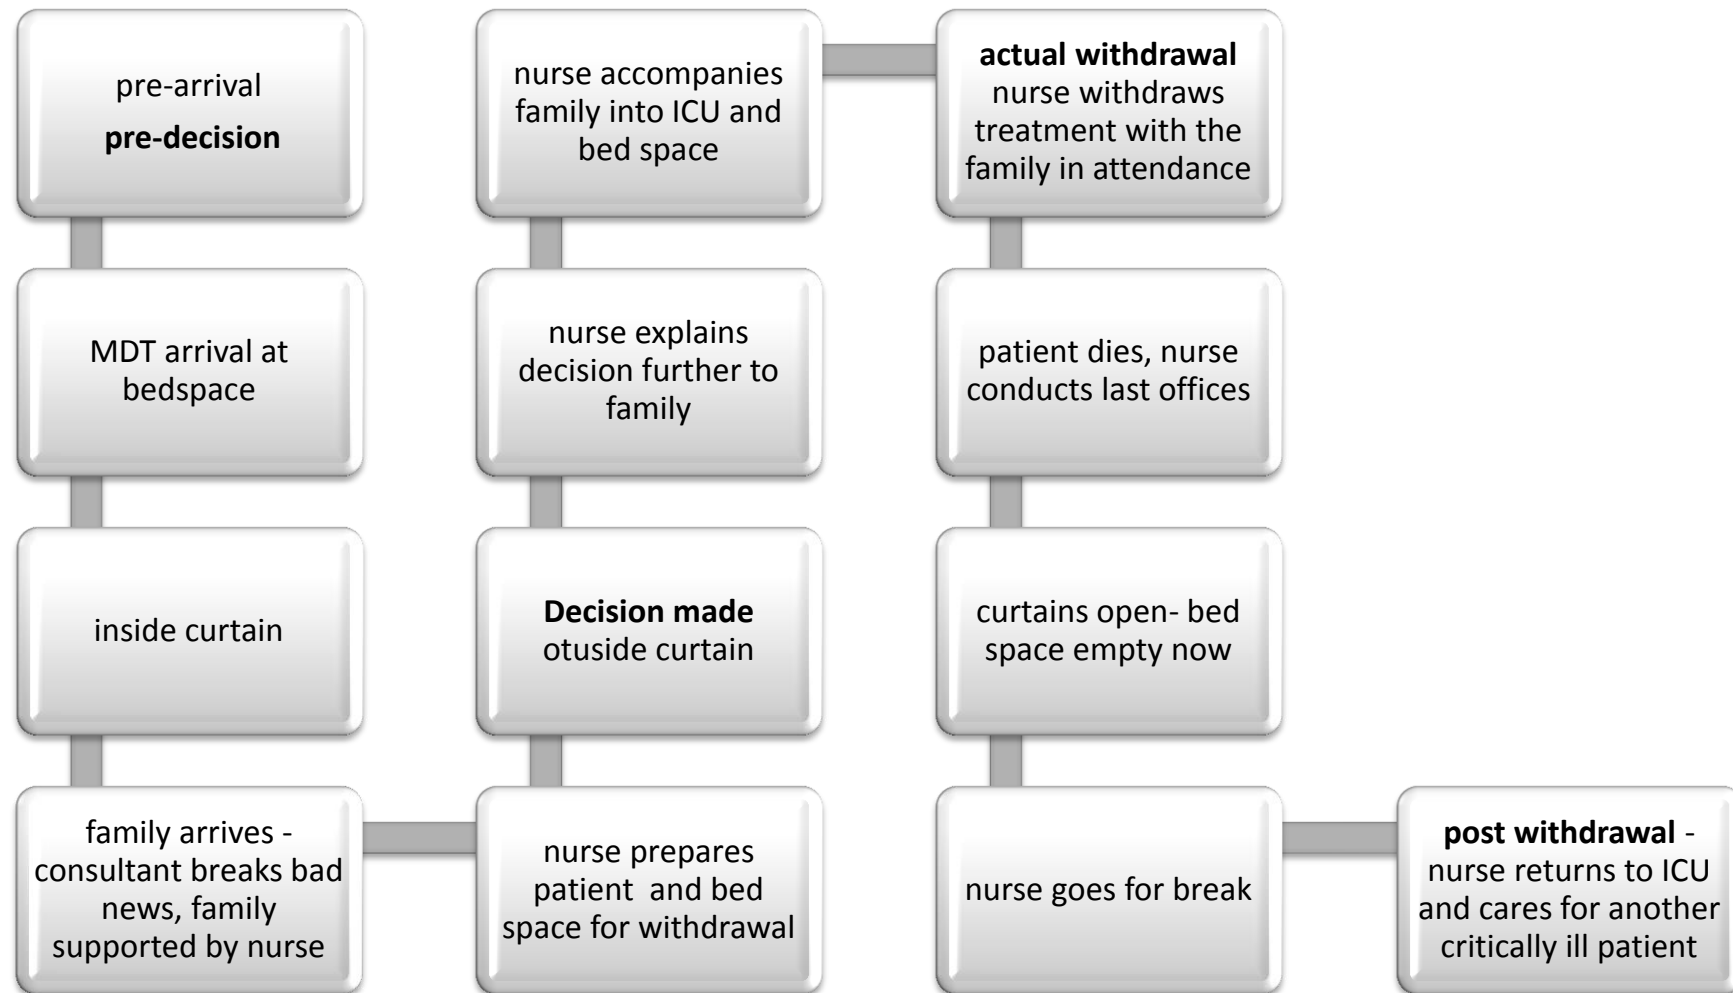 pre-arrival
pre-decision
MDT arrival at
bedspace
inside curtain
family arrives -
consultant breaks bad
news, family
supported by nurse
nurse prepares
patient and bed
space for withdrawal
Decision made
otuside curtain
nurse explains
decision further to
family
nurse accompanies
family into ICU and
bed space
actual withdrawal
nurse withdraws
treatment with the
family in attendance
patient dies, nurse
conducts last offices
curtains open- bed
space empty now
nurse goes for break
post withdrawal -
nurse returns to ICU
and cares for another
critically ill patient